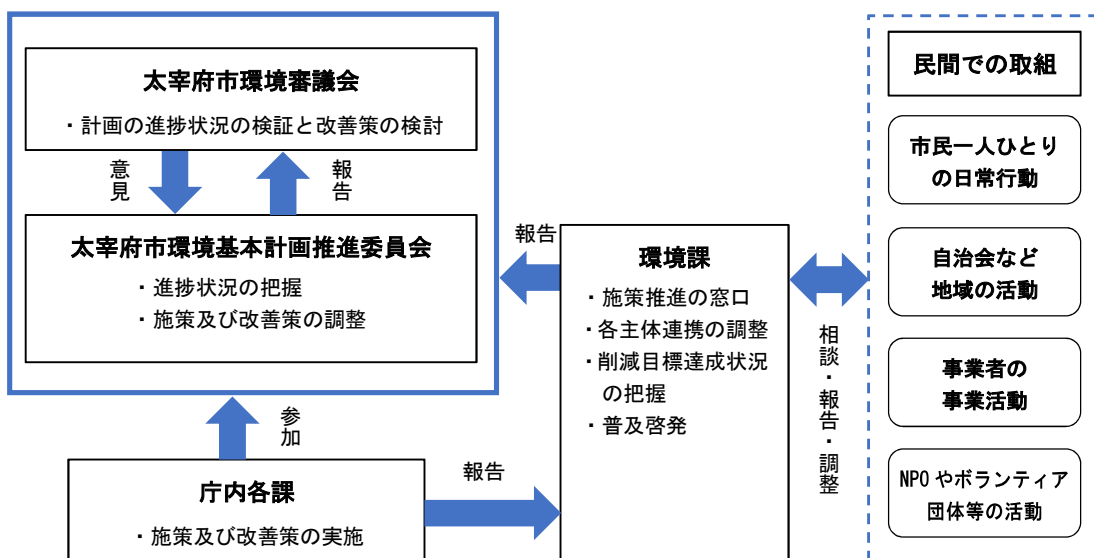 太宰府市環境審議会
・計画の進捗状況の検証と改善策の検討
意見
報告
太宰府市環境基本計画推進委員会
・進捗状況の把握
・施策及び改善策の調整
参加
庁内各課
・施策及び改善策の実施
報告
報告
環境課
・施策推進の窓口
・各主体連携の調整
・削減目標達成状況
の把握
・普及啓発
相談・報告・調整
民間での取組
市民一人ひとり
の日常行動
自治会など
地域の活動
事業者の
事業活動
NPOやボランティア
団体等の活動